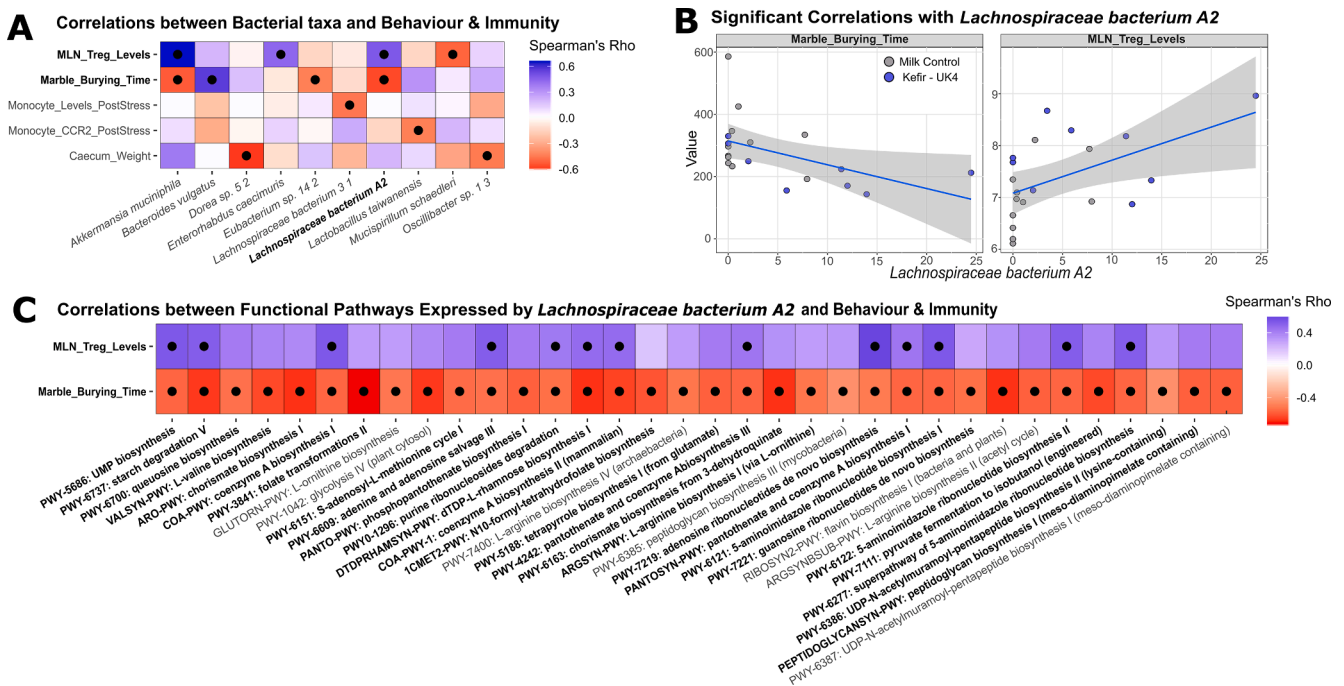 A
Correlations between Bacterial taxa and Behaviour & Immunity
MLN_Treg_Levels
Marble_Burying_Time
Monocyte_Levels_PostStress
Monocyte_CCR2_PostStress
Caecum_Weight
Akkermansia muciniphila
Bacteroides vulgatus
Dorea sp. 5 2
Enterorhabdus caecimuris
Eubacterium sp. 14 2
Lachnospiraceae bacterium 3 1
Lachnospiraceae bacterium A2
Lactobacillus taiwanensis
Mucispirillum schaedleri
Oscillibacter sp. 1 3
Spearman's Rho
0.6
0.3
0.0
-0.3
-0.6
B
Significant Correlations with Lachnospiraceae bacterium A2
Marble_Burying_Time
MLN_Treg_Levels
Milk Control
Kefir - UK4
Value
600
400
200
0
9
8
7
6
0
5
10
15
20
25
0
5
10
15
20
25
Lachnospiraceae bacterium A2
C
Correlations between Functional Pathways Expressed by Lachnospiraceae bacterium A2 and Behaviour & Immunity
MLN_Treg_Levels
Marble_Burying_Time
Spearman's Rho
0.4
0.0
-0.4
PWY-5686: UMP biosynthesis
PWY-6737: starch degradation V
PWY-6700: queuosine biosynthesis
VALSYN-PWY: L-valine biosynthesis
ARO-PWY: chorismate biosynthesis I
COA-PWY: coenzyme A biosynthesis I
PWY-3841: folate transformations II
GLUTORN-PWY: L-ornithine biosynthesis
PWY-1042: glycolysis IV (plant cytosol)
PWY-6151: S-adenosyl-L-methionine cycle I
PWY-6609: adenine and adenosine salvage III
PANTO-PWY: phosphopantothenate biosynthesis I
PWY0-1296: purine ribonucleosides degradation
DTDPRHAMSYN-PWY: dTDP-L-rhamnose biosynthesis I
COA-PWY-1: coenzyme A biosynthesis II (mammalian)
1CMET2-PWY: N10-formyl-tetrahydrofolate biosynthesis
PWY-7400: L-arginine biosynthesis IV (archaebacteria)
PWY-5188: tetrapyrrole biosynthesis I (from glutamate)
PWY-4242: pantothenate and coenzyme Abiosynthesis III
PWY-6163: chorismate biosynthesis from 3-dehydroquinate
ARGSYN-PWY: L-arginine biosynthesis I (via L-ornithine)
PWY-6385: peptidoglycan biosynthesis III (mycobacteria)
PWY-7219: adenosine ribonucleotides de novo biosynthesis
PANTOSYN-PWY: pantothenate and coenzyme A biosynthesis I
PWY-6121: 5-aminoimidazole ribonucleotide biosynthesis I
PWY-7221: guanosine ribonucleotides de novo biosynthesis
RIBOSYN2-PWY: flavin biosynthesis I (bacteria and plants)
ARGSYNBSUB-PWY: L-arginine biosynthesis II (acetyl cycle)
PWY-6122: 5-aminoimidazole ribonucleotide biosynthesis II
PWY-7111: pyruvate fermentation to isobutanol (engineered)
PWY-6277: superpathway of 5-aminoimidazole ribonucleotide biosynthesis
PWY-6386: UDP-N-acetylmuramoyl-pentapeptide biosynthesis II (lysine-containing)
PEPTIDOGLYCANSYN-PWY: peptidoglycan biosynthesis I (meso-diaminopimelate containing)
PWY-6387: UDP-N-acetylmuramoyl-pentapeptide biosynthesis I (meso-diaminopimelate containing)